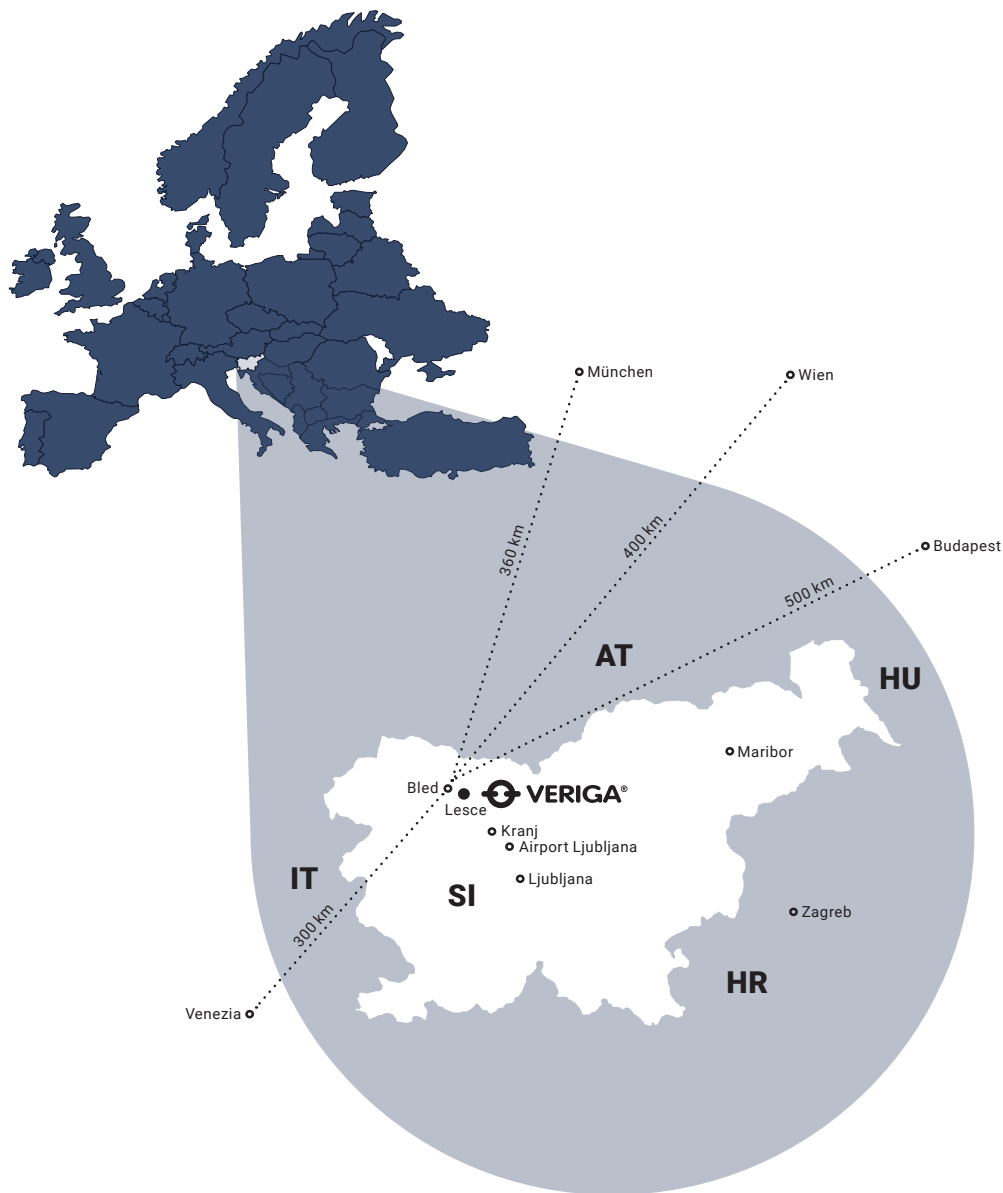 München
Wien
360 km
400 km
Budapest
500 km
AT
HU
Maribor
Bled
Lesce
VERIGA®
Kranj
Airport Ljubljana
IT
Ljubljana
SI
Zagreb
300 km
HR
Venezia